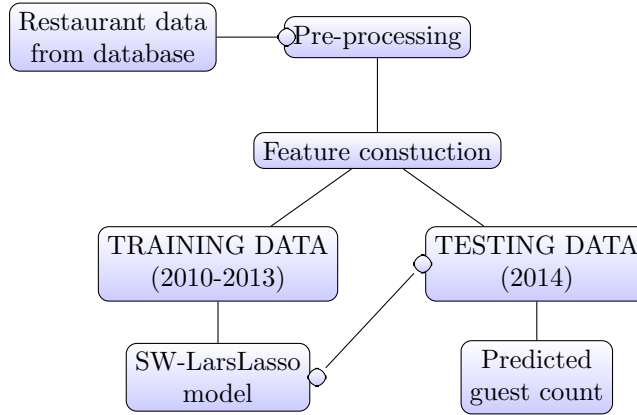 Restaurant data
from database
Pre-processing
Feature constuction
TRAINING DATA
(2010-2013)
TESTING DATA
(2014)
SW-LarsLasso
model
Predicted
guest count